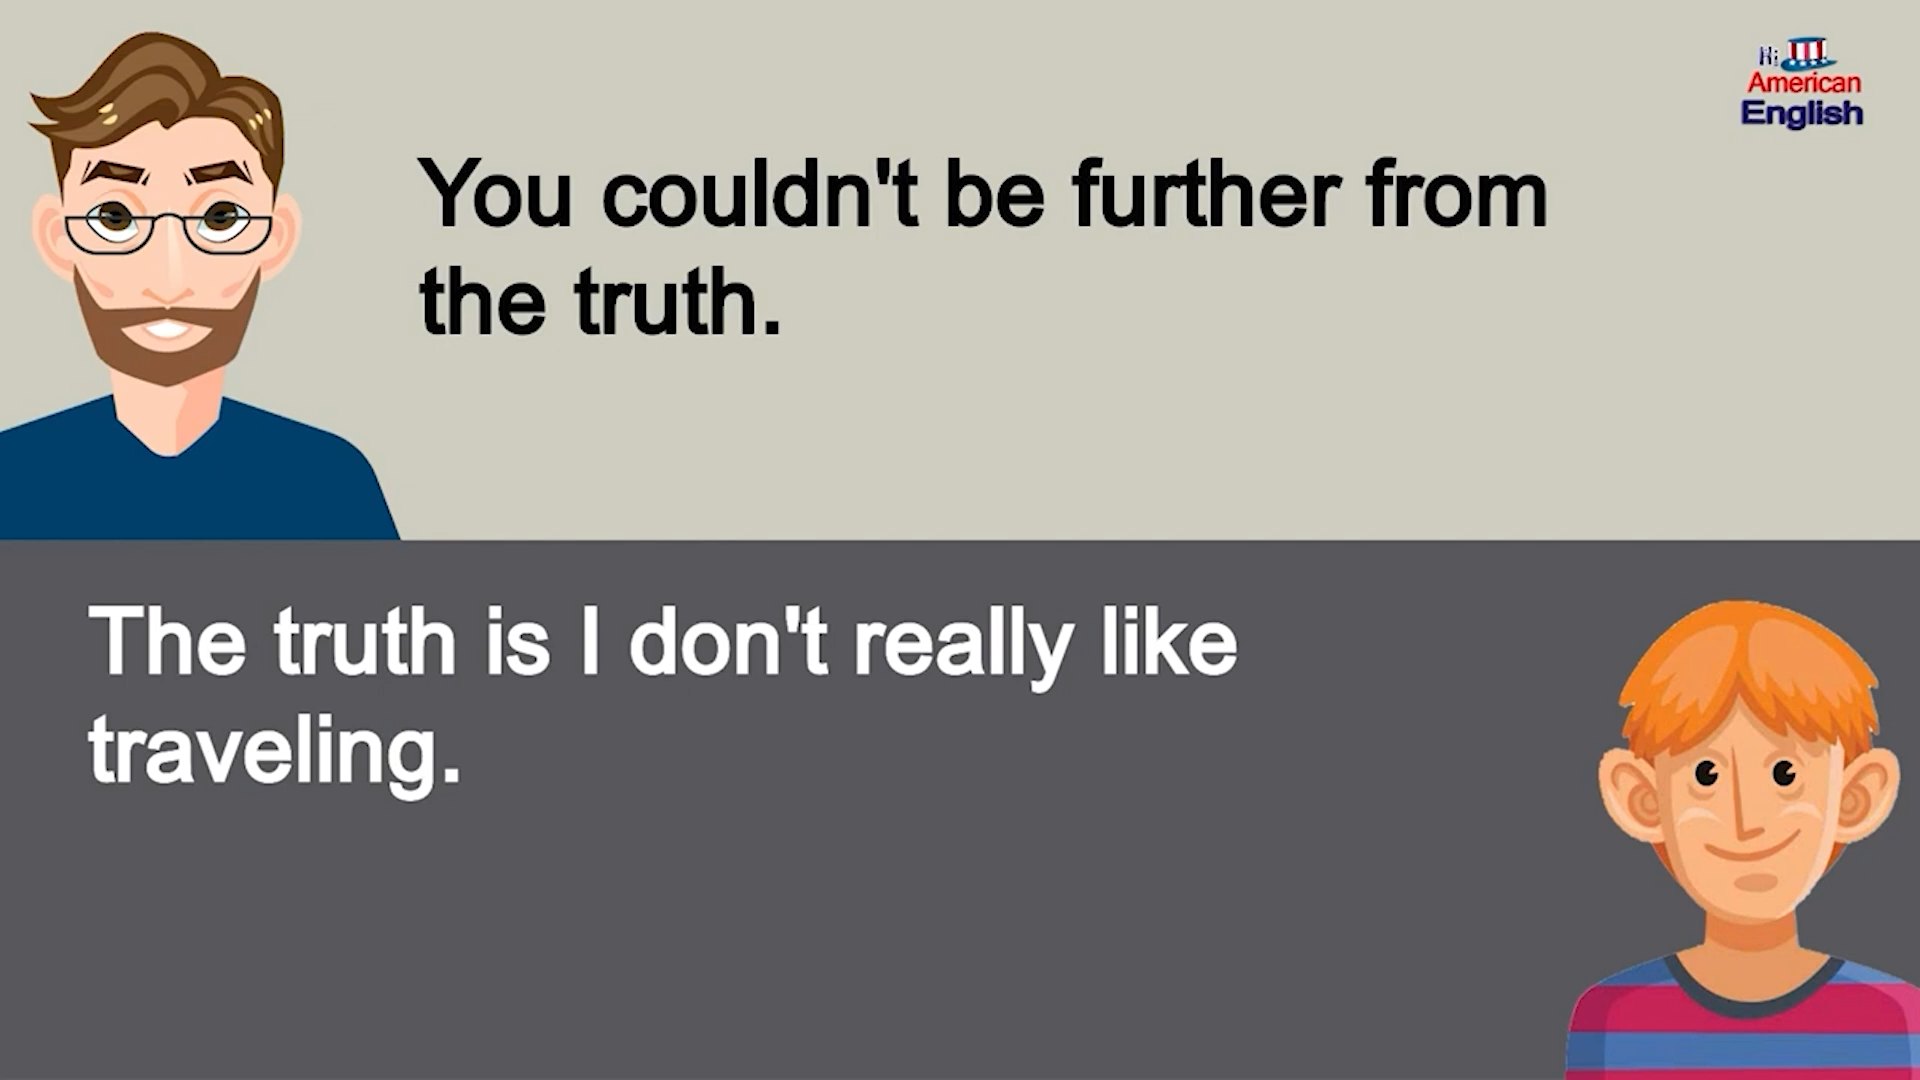 Hi
American
English
You couldn't be further from
the truth.
The truth is I don't really like
traveling.